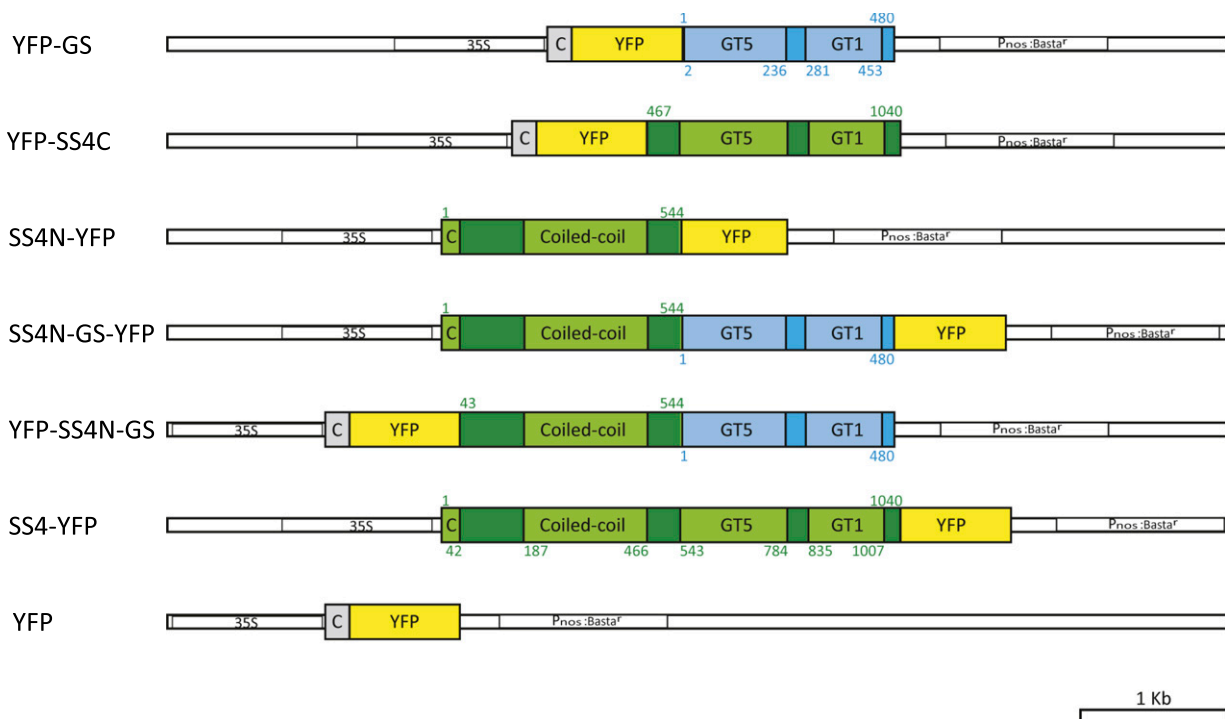 1 480
YFP-GS 35S C YFP GT5 GT1 Pnos:Bastaʳ
2 236 281 453
467 1040
YFP-SS4C 35S C YFP GT5 GT1 Pnos:Bastaʳ
1 544
SS4N-YFP 35S C Coiled-coil YFP Pnos:Bastaʳ
1 544
SS4N-GS-YFP 35S C Coiled-coil GT5 GT1 YFP Pnos:Bastaʳ
1 480
43 544
YFP-SS4N-GS 35S C YFP Coiled-coil GT5 GT1 Pnos:Bastaʳ
1 480
1 1040
SS4-YFP 35S C Coiled-coil GT5 GT1 YFP Pnos:Bastaʳ
42 187 466 543 784 835 1007
YFP 35S C YFP Pnos:Bastaʳ
1 Kb